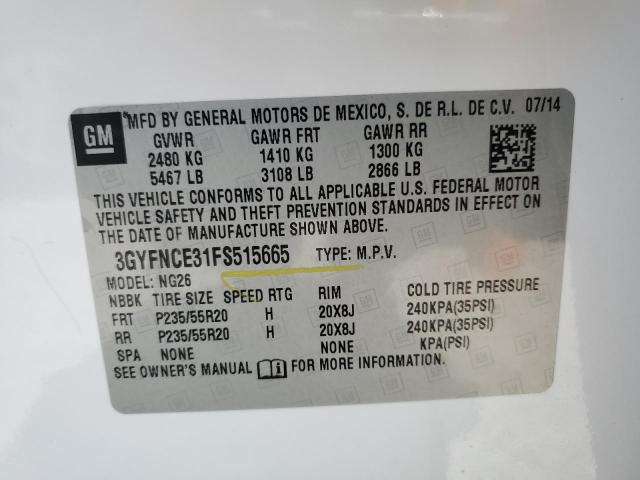 GM
*MFD BY GENERAL MOTORS DE MEXICO, S. DE R.L. DE C.V. 07/14
GVWR GAWR FRT GAWR RR
2480 KG 1410 KG 1300 KG
5467 LB 3108 LB 2866 LB
THIS VEHICLE CONFORMS TO ALL APPLICABLE U.S. FEDERAL MOTOR
VEHICLE SAFETY AND THEFT PREVENTION STANDARDS IN EFFECT ON
THE DATE OF MANUFACTURE SHOWN ABOVE.
3GYFNCE31FS515665 TYPE: M.P.V.
MODEL: NG26
NBBK TIRE SIZE SPEED RTG RIM COLD TIRE PRESSURE
FRT P235/55R20 H 20X8J 240KPA(35PSI)
RR P235/55R20 H 20X8J 240KPA(35PSI)
SPA NONE NONE KPA(PSI)
SEE OWNER'S MANUAL FOR MORE INFORMATION